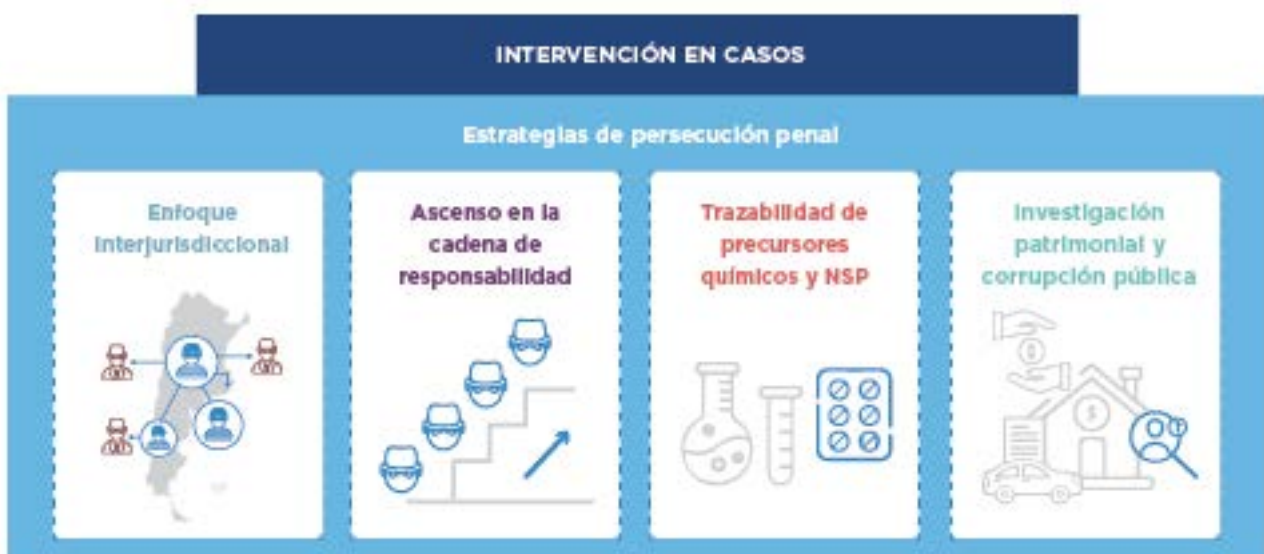 INTERVENCIÓN EN CASOS
Estrategias de persecución penal
Enfoque
interjurisdiccional
Ascenso en la
cadena de
responsabilidad
Trazabilidad de
precursores
químicos y NSP
Investigación
patrimonial y
corrupción pública
$